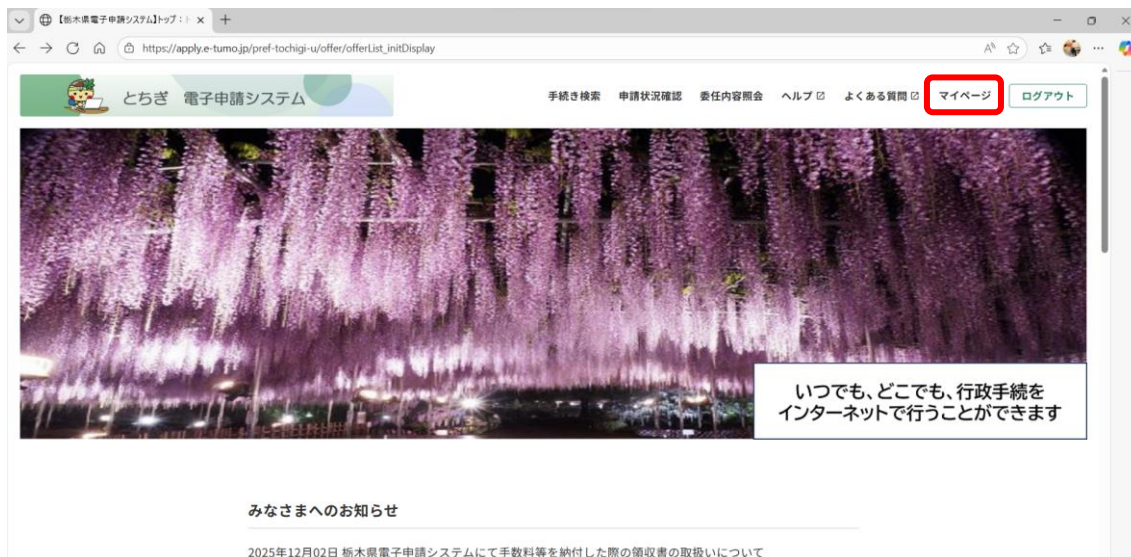 【栃木県電子申請システム】トップ：ト
https://apply.e-tumo.jp/pref-tochigi-u/offer/offerList_initDisplay
とちぎ 電子申請システム
手続き検索 申請状況確認 委任内容照会 ヘルプ よくある質問 マイページ ログアウト
いつでも、どこでも、行政手続を
インターネットで行うことができます
みなさまへのお知らせ
2025年12月02日 栃木県電子申請システムにて手数料等を納付した際の領収書の取扱いについて